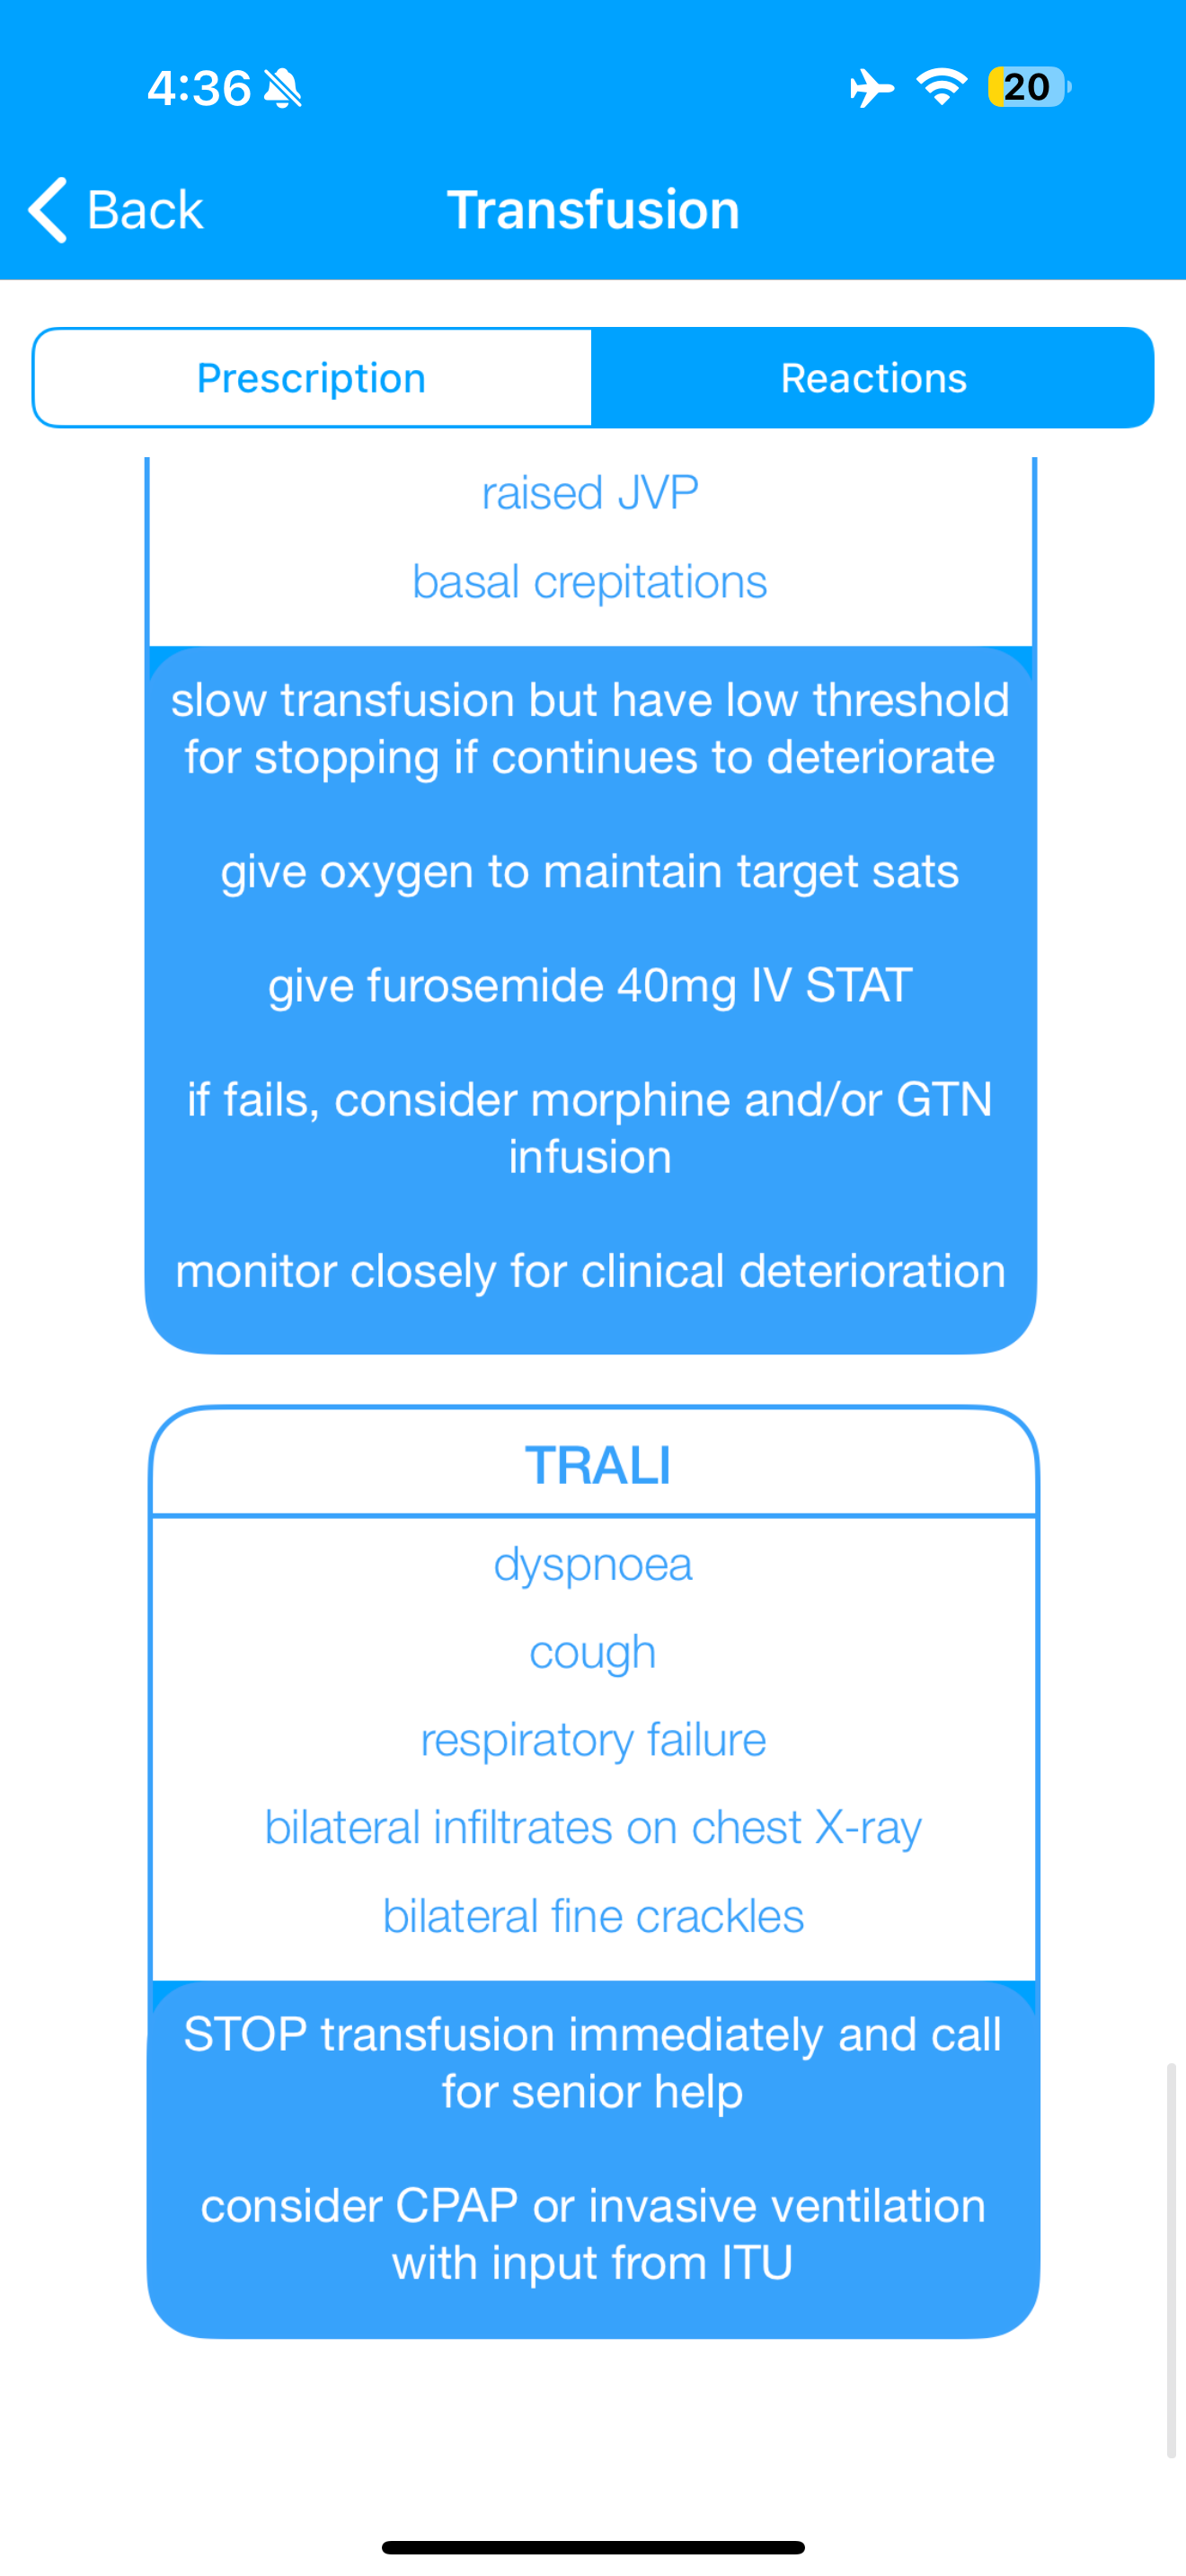 4:36
20
Back
Transfusion
Prescription
Reactions
raised JVP
basal crepitations
slow transfusion but have low threshold
for stopping if continues to deteriorate
give oxygen to maintain target sats
give furosemide 40mg IV STAT
if fails, consider morphine and/or GTN
infusion
monitor closely for clinical deterioration
TRALI
dyspnoea
cough
respiratory failure
bilateral infiltrates on chest X-ray
bilateral fine crackles
STOP transfusion immediately and call
for senior help
consider CPAP or invasive ventilation
with input from ITU